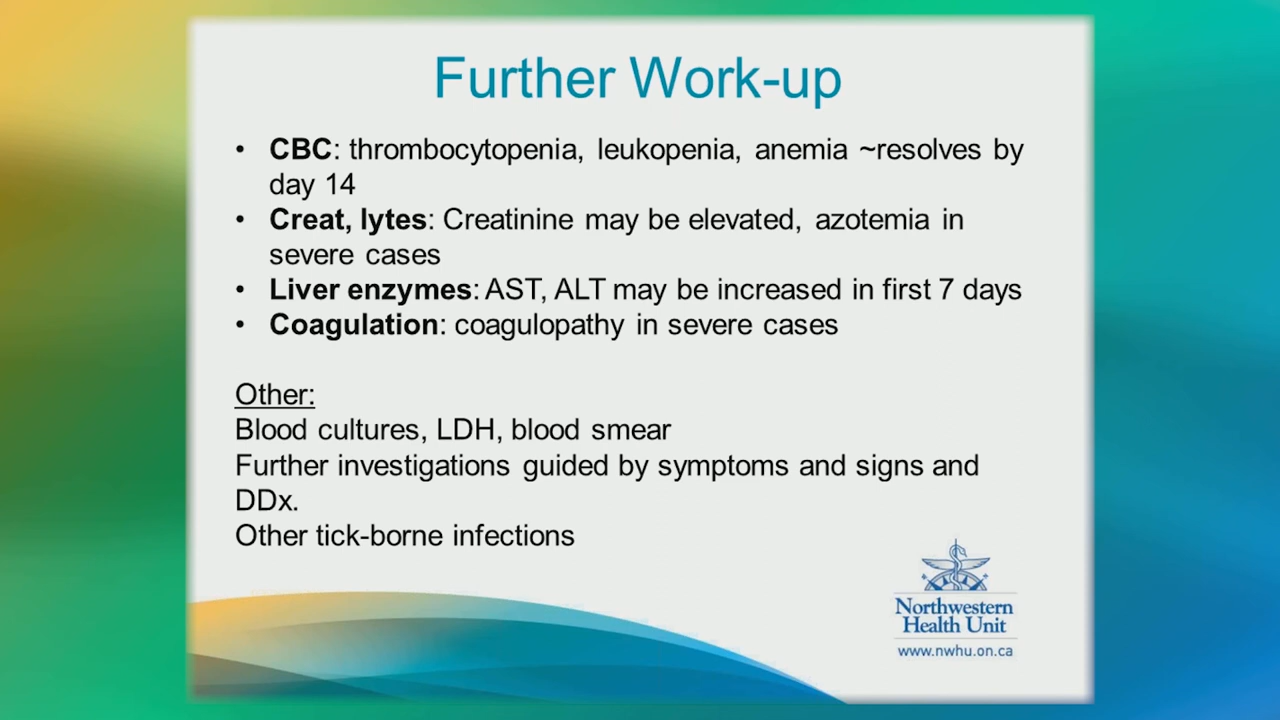 Further Work-up
• CBC: thrombocytopenia, leukopenia, anemia ~resolves by
day 14
• Creat, lytes: Creatinine may be elevated, azotemia in
severe cases
• Liver enzymes: AST, ALT may be increased in first 7 days
• Coagulation: coagulopathy in severe cases
Other:
Blood cultures, LDH, blood smear
Further investigations guided by symptoms and signs and
DDx.
Other tick-borne infections
Northwestern
Health Unit
www.nwhu.on.ca